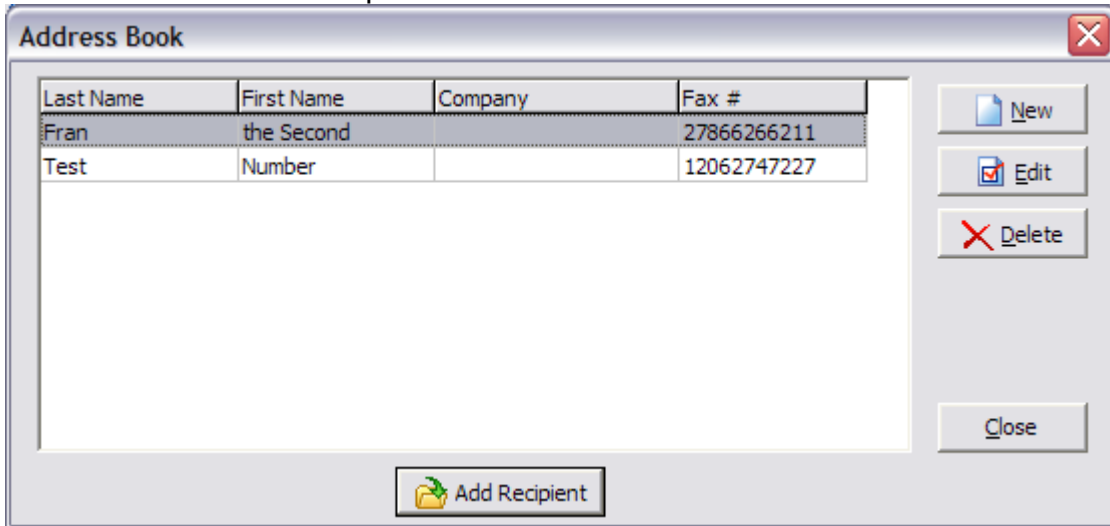 Address Book
Last Name First Name Company Fax #
New
Fran the Second 27866266211
Test Number 12062747227
Edit
Delete
Close
Add Recipient